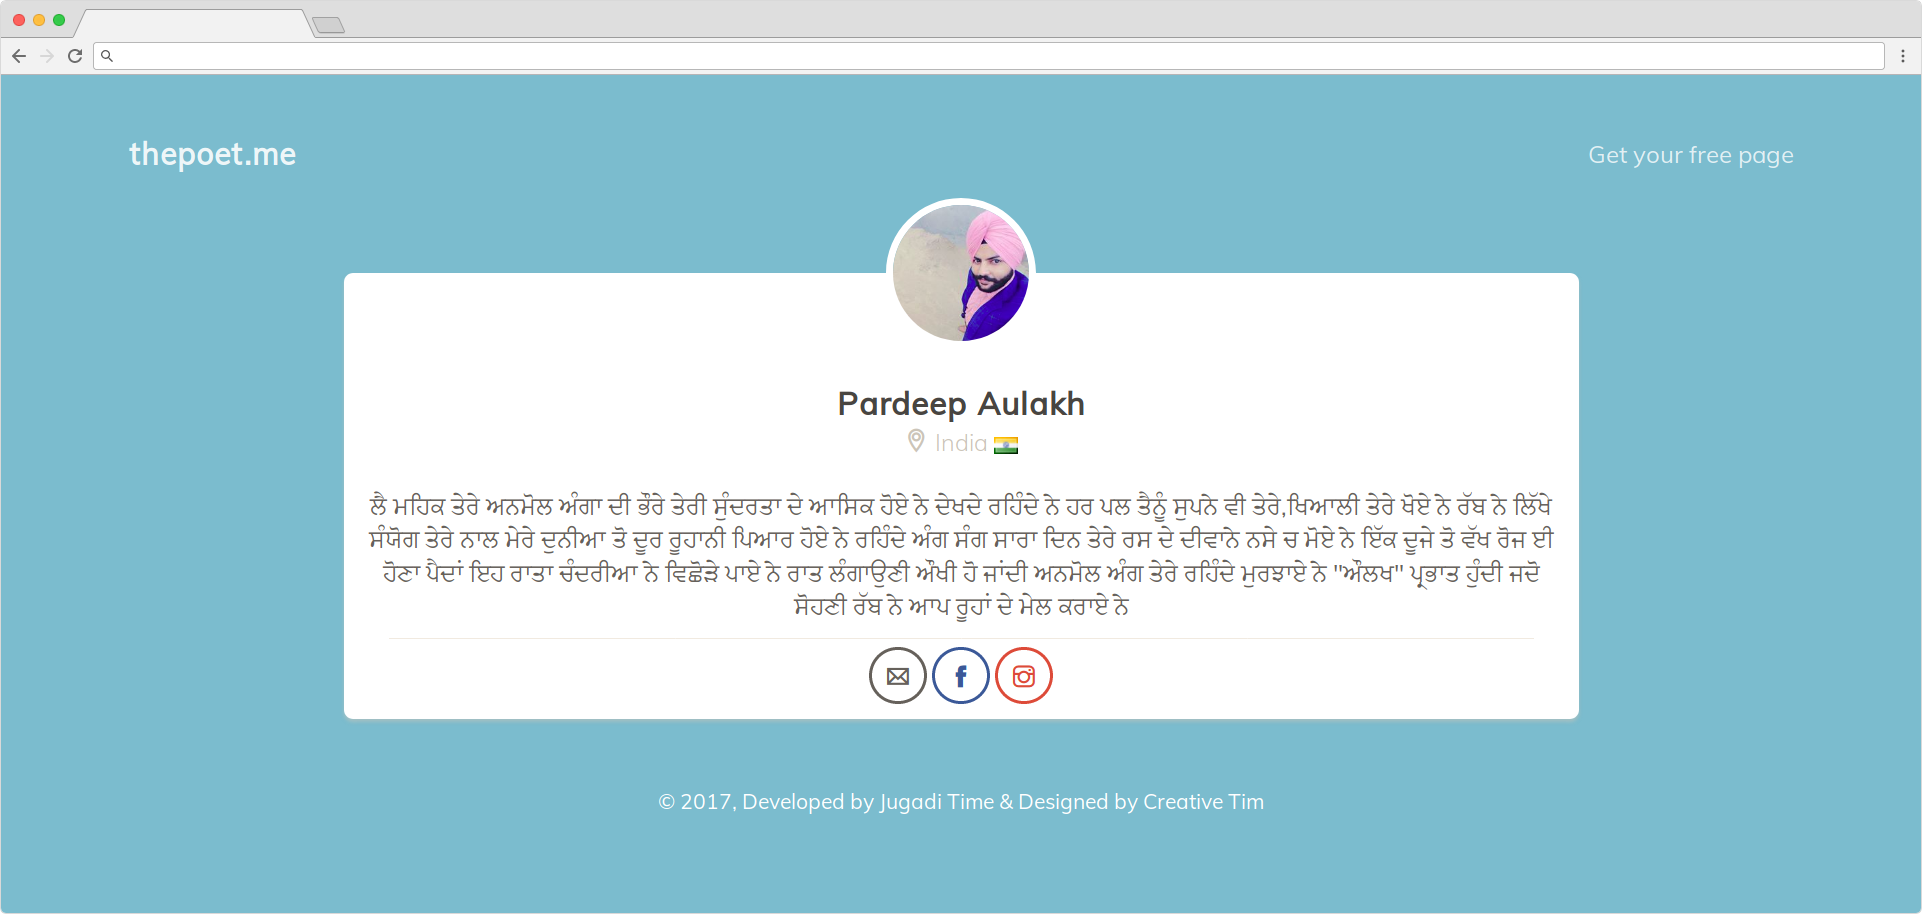 thepoet.me
Get your free page
Pardeep Aulakh
India
ਲੈ ਮਹਿਕ ਤੇਰੇ ਅਨਮੋਲ ਅੰਗਾ ਦੀ ਭੌਰੇ ਤੇਰੀ ਸੁੰਦਰਤਾ ਦੇ ਆਸਿਕ ਹੋਏ ਨੇ ਦੇਖਦੇ ਰਹਿੰਦੇ ਨੇ ਹਰ ਪਲ ਤੈਨੂੰ ਸੁਪਨੇ ਵੀ ਤੇਰੇ,ਖਿਆਲੀ ਤੇਰੇ ਖੋਏ ਨੇ ਰੱਬ ਨੇ ਲਿੱਖੇ
ਸੰਯੋਗ ਤੇਰੇ ਨਾਲ ਮੇਰੇ ਦੁਨੀਆ ਤੋ ਦੂਰ ਰੂਹਾਨੀ ਪਿਆਰ ਹੋਏ ਨੇ ਰਹਿੰਦੇ ਅੰਗ ਸੰਗ ਸਾਰਾ ਦਿਨ ਤੇਰੇ ਰਸ ਦੇ ਦੀਵਾਨੇ ਨਸੇ ਚ ਮੋਏ ਨੇ ਇੱਕ ਦੂਜੇ ਤੋ ਵੱਖ ਰੋਜ ਈ
ਹੋਣਾ ਪੈਦਾਂ ਇਹ ਰਾਤਾ ਚੰਦਰੀਆ ਨੇ ਵਿਛੋੜੇ ਪਾਏ ਨੇ ਰਾਤ ਲੰਗਾਉਣੀ ਔਖੀ ਹੋ ਜਾਂਦੀ ਅਨਮੋਲ ਅੰਗ ਤੇਰੇ ਰਹਿੰਦੇ ਮੁਰਝਾਏ ਨੇ "ਔਲਖ" ਪ੍ਰਭਾਤ ਹੁੰਦੀ ਜਦੋ
ਸੋਹਣੀ ਰੱਬ ਨੇ ਆਪ ਰੂਹਾਂ ਦੇ ਮੇਲ ਕਰਾਏ ਨੇ
© 2017, Developed by Jugadi Time & Designed by Creative Tim